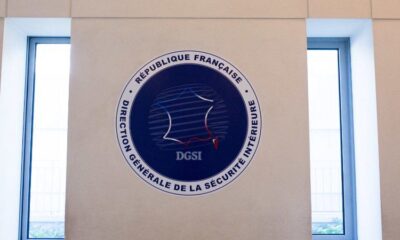 RÉPUBLIQUE FRANÇAISE
DGSI
DIRECTION GÉNÉRALE DE LA SÉCURITÉ INTÉRIEURE